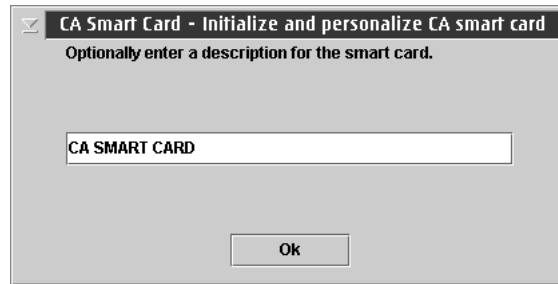 CA Smart Card - Initialize and personalize CA smart card
Optionally enter a description for the smart card.
CA SMART CARD
Ok